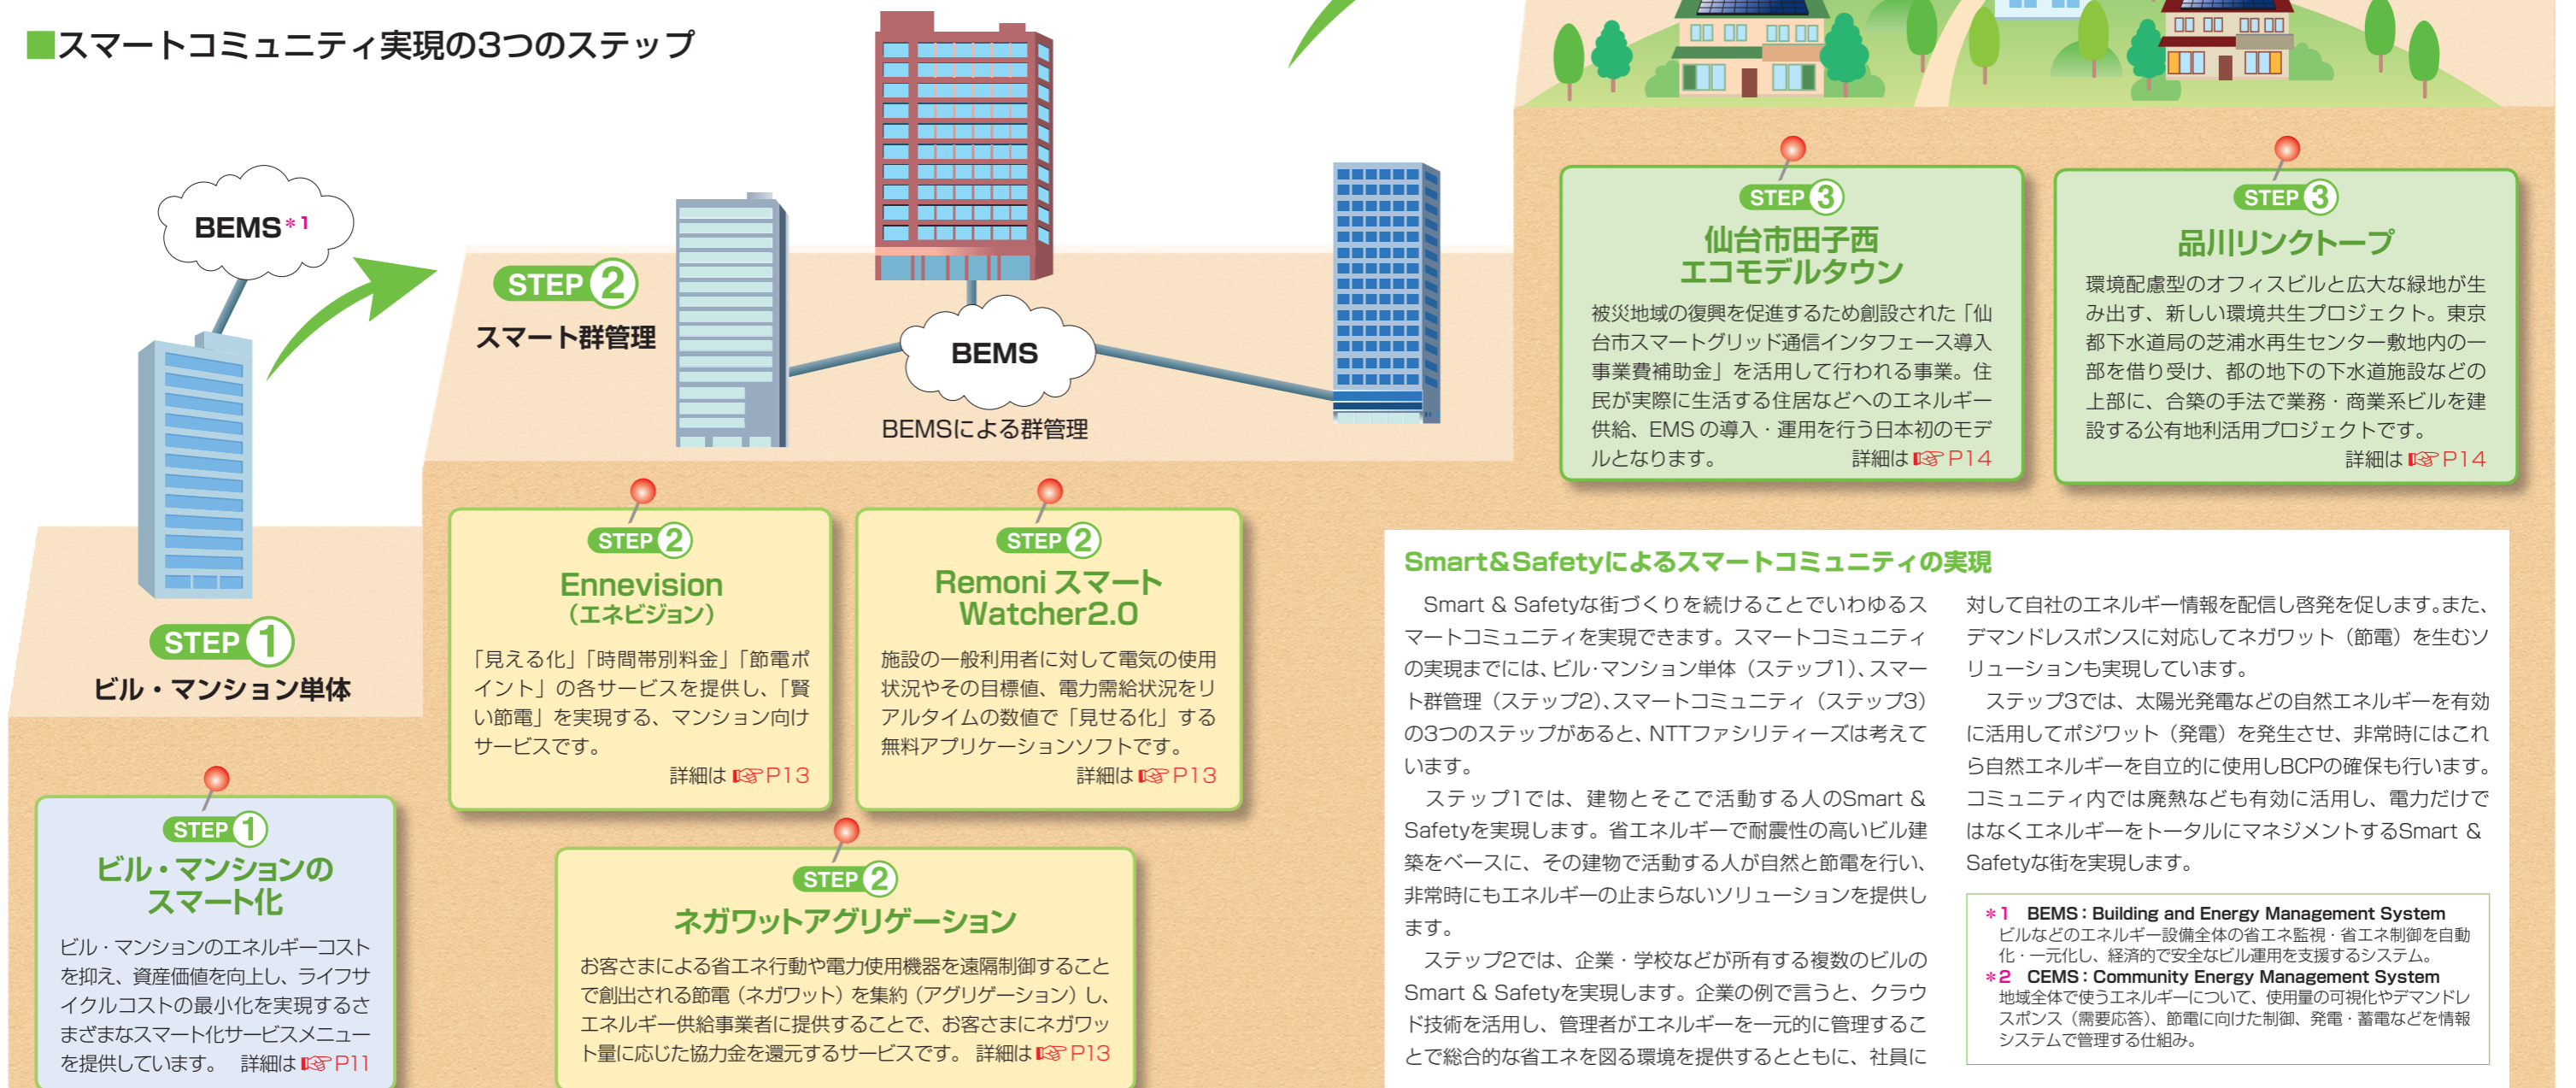 ■スマートコミュニティ実現の3つのステップ
BEMS＊1
STEP 1
ビル・マンション単体
STEP 1
ビル・マンションの
スマート化
ビル・マンションのエネルギーコスト
を抑え、資産価値を向上し、ライフサ
イクルコストの最小化を実現するさ
まざまなスマート化サービスメニュー
を提供しています。 詳細は☞P11
STEP 2
スマート群管理
BEMS
BEMSによる群管理
STEP 2
Ennevision
（エネビジョン）
「見える化」「時間帯別料金」「節電ポ
イント」の各サービスを提供し、「賢
い節電」を実現する、マンション向け
サービスです。
詳細は☞P13
STEP 2
Remoni スマート
Watcher2.0
施設の一般利用者に対して電気の使用
状況やその目標値、電力需給状況をリ
アルタイムの数値で「見せる化」する
無料アプリケーションソフトです。
詳細は☞P13
STEP 2
ネガワットアグリゲーション
お客さまによる省エネ行動や電力使用機器を遠隔制御すること
で創出される節電（ネガワット）を集約（アグリゲーション）し、
エネルギー供給事業者に提供することで、お客さまにネガワッ
ト量に応じた協力金を還元するサービスです。 詳細は☞P13
STEP 3
仙台市田子西
エコモデルタウン
被災地域の復興を促進するため創設された「仙
台市スマートグリッド通信インタフェース導入
事業費補助金」を活用して行われる事業。住
民が実際に生活する住居などへのエネルギー
供給、EMS の導入・運用を行う日本初のモデ
ルとなります。 詳細は☞P14
STEP 3
品川リンクトープ
環境配慮型のオフィスビルと広大な緑地が生
み出す、新しい環境共生プロジェクト。東京
都下水道局の芝浦水再生センター敷地内の一
部を借り受け、都の地下の下水道施設などの
上部に、合築の手法で業務・商業系ビルを建
設する公有地利活用プロジェクトです。
詳細は☞P14
Smart&Safetyによるスマートコミュニティの実現
Smart & Safetyな街づくりを続けることでいわゆるス
マートコミュニティを実現できます。スマートコミュニティ
の実現までには、ビル・マンション単体（ステップ1）、スマー
ト群管理（ステップ2）、スマートコミュニティ（ステップ3）
の3つのステップがあると、NTTファシリティーズは考えて
います。
ステップ1では、建物とそこで活動する人のSmart &
Safetyを実現します。省エネルギーで耐震性の高いビル建
築をベースに、その建物で活動する人が自然と節電を行い、
非常時にもエネルギーの止まらないソリューションを提供し
ます。
ステップ2では、企業・学校などが所有する複数のビルの
Smart & Safetyを実現します。企業の例で言うと、クラウ
ド技術を活用し、管理者がエネルギーを一元的に管理するこ
とで総合的な省エネを図る環境を提供するとともに、社員に
対して自社のエネルギー情報を配信し啓発を促します。また、
デマンドレスポンスに対応してネガワット（節電）を生むソ
リューションも実現しています。
ステップ3では、太陽光発電などの自然エネルギーを有効
に活用してポジワット（発電）を発生させ、非常時にはこれ
ら自然エネルギーを自立的に使用しBCPの確保も行います。
コミュニティ内では廃熱なども有効に活用し、電力だけで
はなくエネルギーをトータルにマネジメントするSmart &
Safetyな街を実現します。
＊1 BEMS：Building and Energy Management System
ビルなどのエネルギー設備全体の省エネ監視・省エネ制御を自動
化・一元化し、経済的で安全なビル運用を支援するシステム。
＊2 CEMS：Community Energy Management System
地域全体で使うエネルギーについて、使用量の可視化やデマンドレ
スポンス（需要応答）、節電に向けた制御、発電・蓄電などを情報
システムで管理する仕組み。